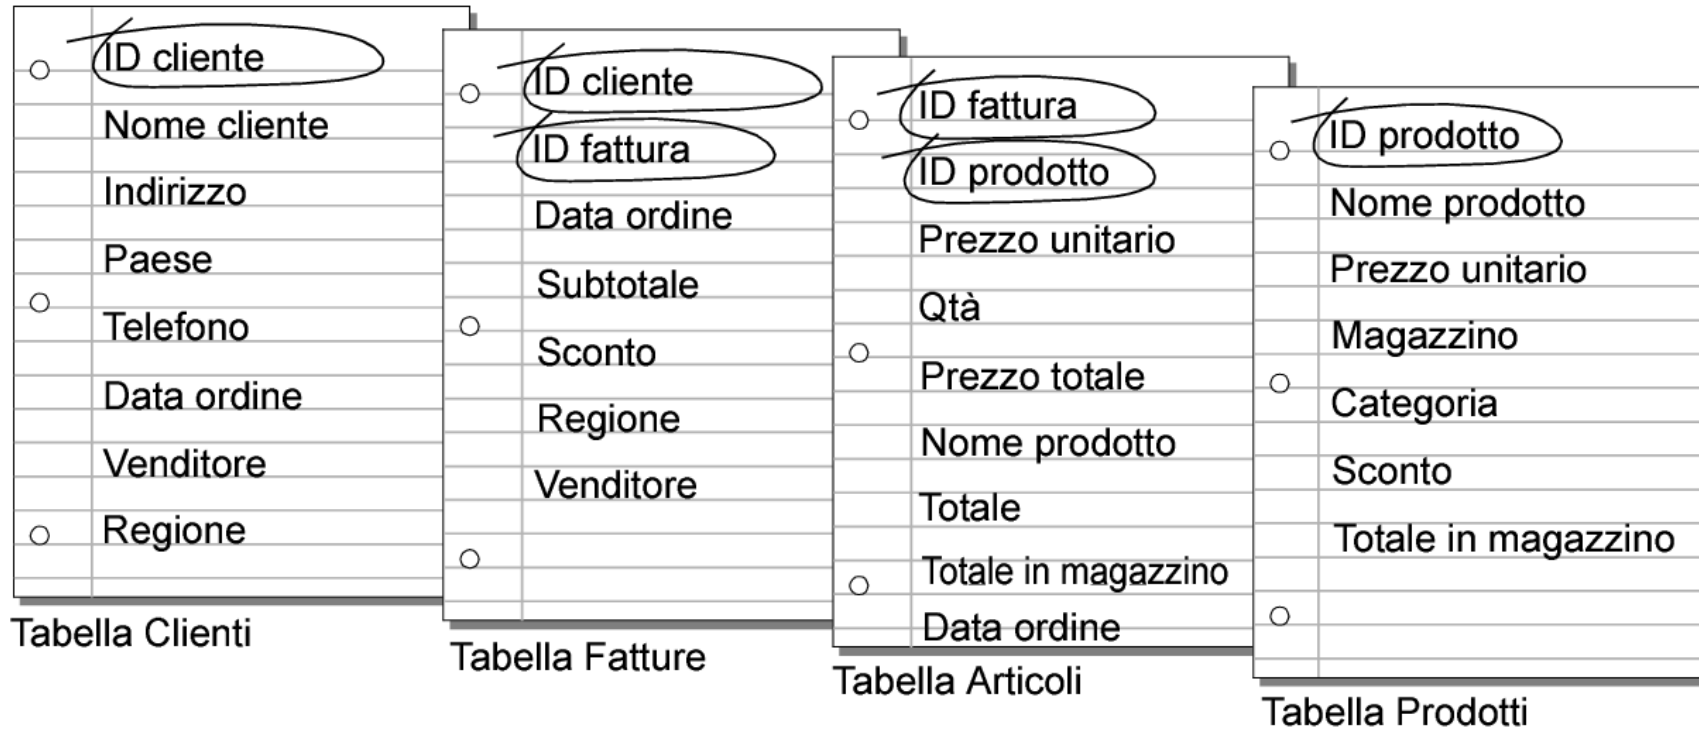 ID cliente
Nome cliente
Indirizzo
Paese
Telefono
Data ordine
Venditore
Regione
Tabella Clienti
ID cliente
ID fattura
Data ordine
Subtotale
Sconto
Regione
Venditore
Tabella Fatture
ID fattura
ID prodotto
Prezzo unitario
Qtà
Prezzo totale
Nome prodotto
Totale
Totale in magazzino
Data ordine
Tabella Articoli
ID prodotto
Nome prodotto
Prezzo unitario
Magazzino
Categoria
Sconto
Totale in magazzino
Tabella Prodotti